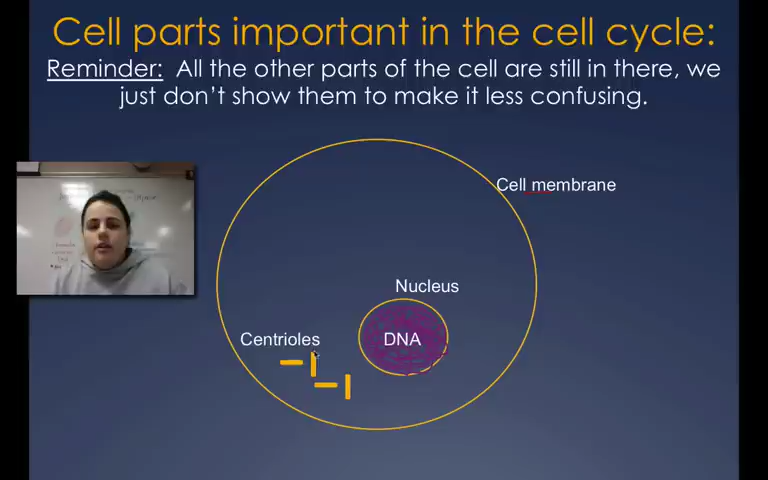 Cell parts important in the cell cycle:
Reminder: All the other parts of the cell are still in there, we
just don't show them to make it less confusing.
Cell membrane
Nucleus
Centrioles
DNA